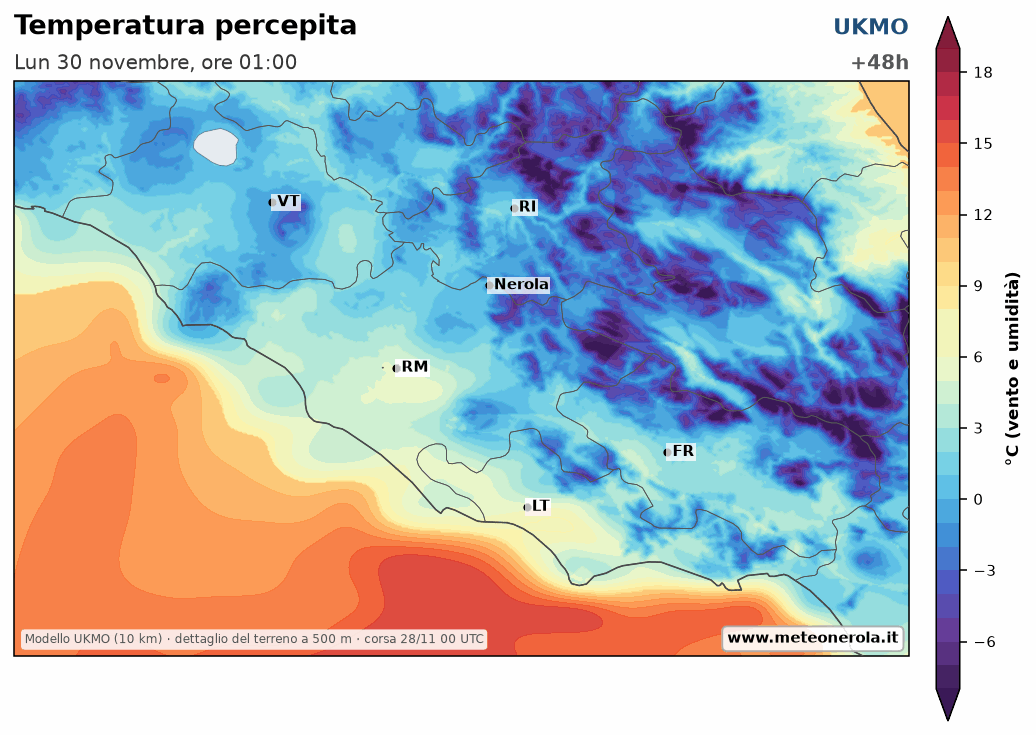 Temperatura percepita
UKMO
Lun 30 novembre, ore 01:00
+48h
VT
RI
Nerola
RM
FR
LT
18
15
12
9
6
3
0
−3
−6
°C (vento e umidità)
Modello UKMO (10 km) · dettaglio del terreno a 500 m · corsa 28/11 00 UTC
www.meteonerola.it